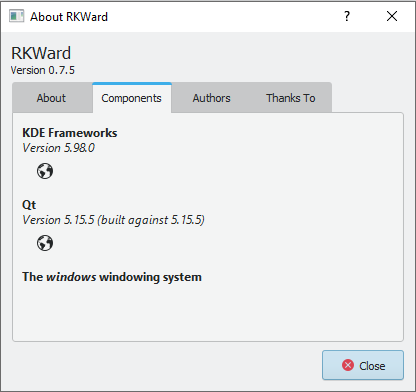 About RKWard
?
RKWard
Version 0.7.5
About Components Authors Thanks To
KDE Frameworks
Version 5.98.0
Qt
Version 5.15.5 (built against 5.15.5)
The windows windowing system
Close